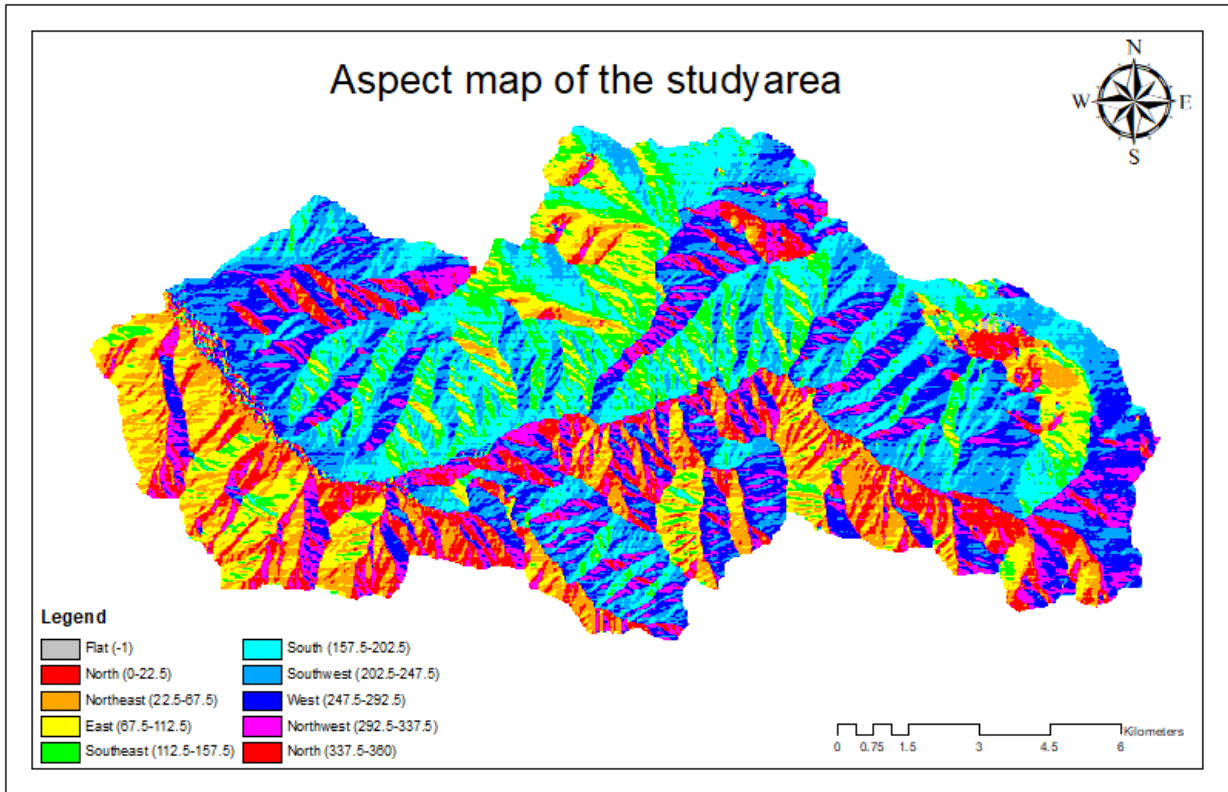 Aspect map of the studyarea
N
W E
S
Legend
Flat (-1)
North (0-22.5)
Northeast (22.5-67.5)
East (67.5-112.5)
Southeast (112.5-157.5)
South (157.5-202.5)
Southwest (202.5-247.5)
West (247.5-292.5)
Northwest (292.5-337.5)
North (337.5-360)
Kilometers
0 0.75 1.5 3 4.5 6